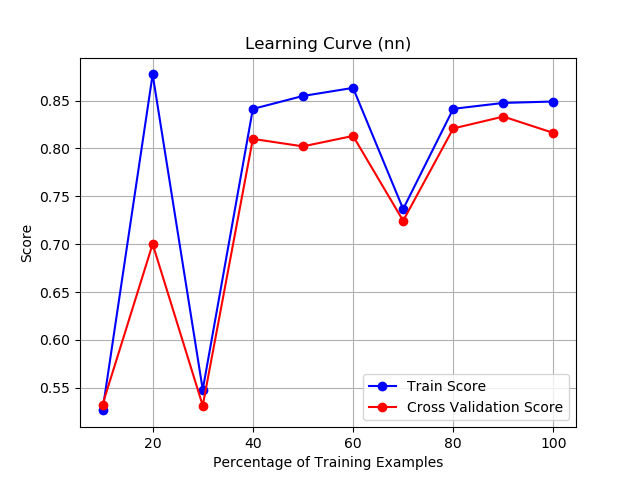 Learning Curve (nn)
0.85
0.80
0.75
0.70
0.65
0.60
0.55
Score
20 40 60 80 100
Percentage of Training Examples
Train Score
Cross Validation Score